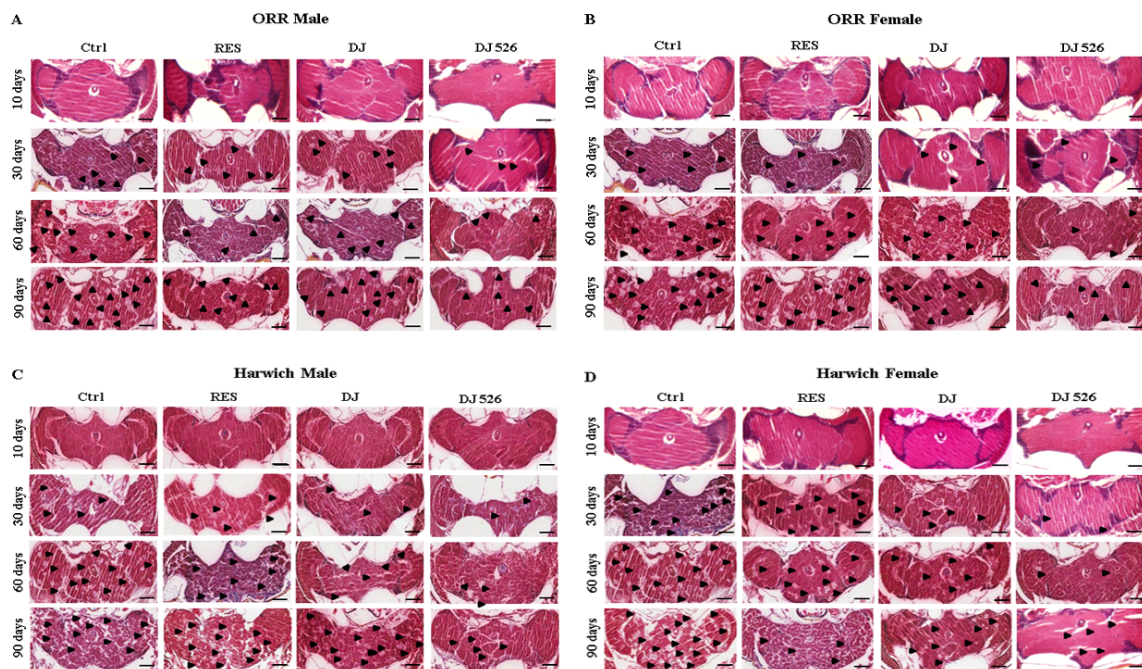 A ORR Male
Ctrl RES DJ DJ 526
10 days
30 days
60 days
90 days
B ORR Female
Ctrl RES DJ DJ 526
10 days
30 days
60 days
90 days
C Harwich Male
Ctrl RES DJ DJ 526
10 days
30 days
60 days
90 days
D Harwich Female
Ctrl RES DJ DJ 526
10 days
30 days
60 days
90 days